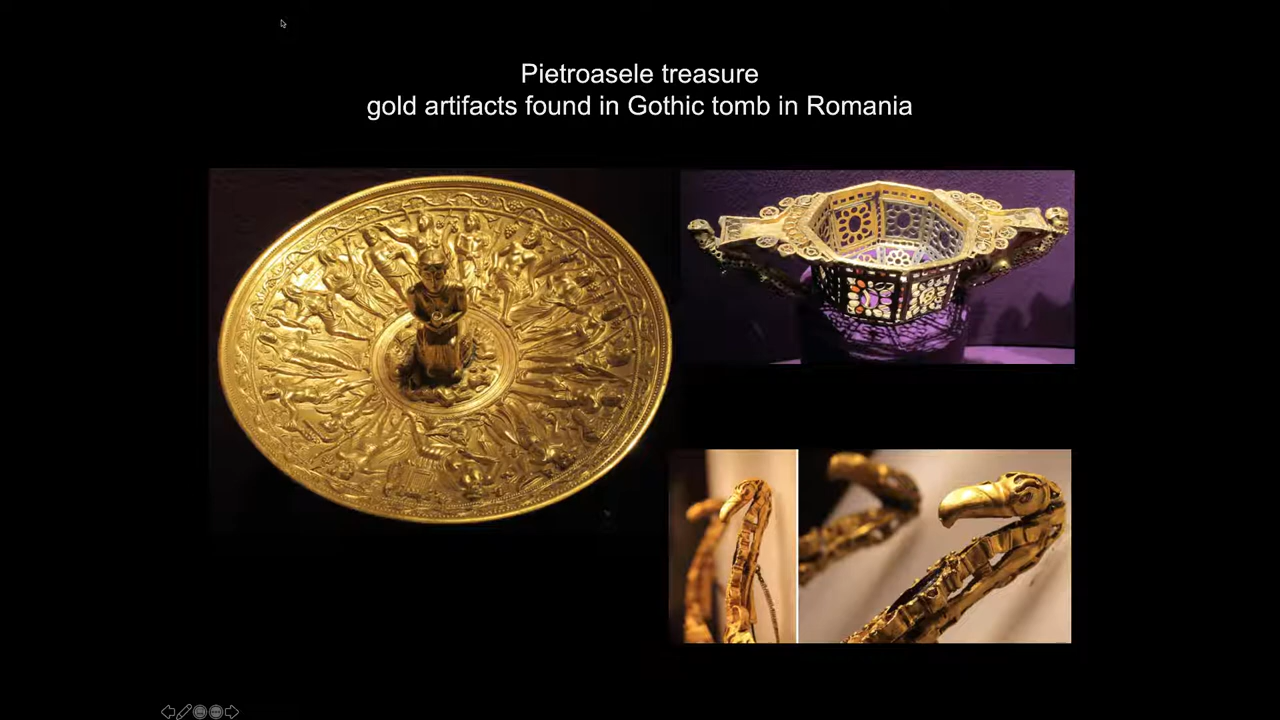 Pietroasele treasure
gold artifacts found in Gothic tomb in Romania